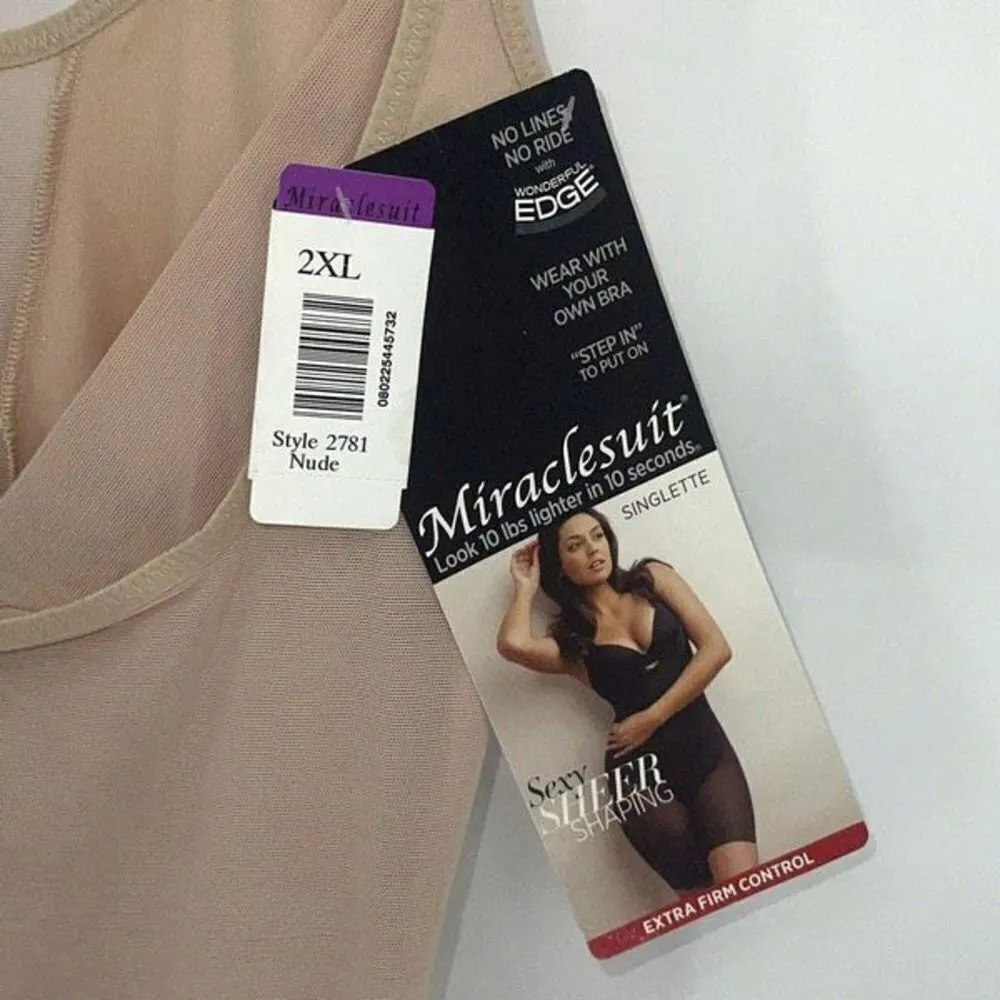 Miraclesuit
2XL
080225445732
Style 2781
Nude
NO LINES
NO RIDE
with
WONDERFUL
EDGE®
WEAR WITH
YOUR
OWN BRA
"STEP IN"
TO PUT ON
Miraclesuit®
Look 10 lbs lighter in 10 seconds®
SINGLETTE
Sexy
SHEER
SHAPING
EXTRA FIRM CONTROL